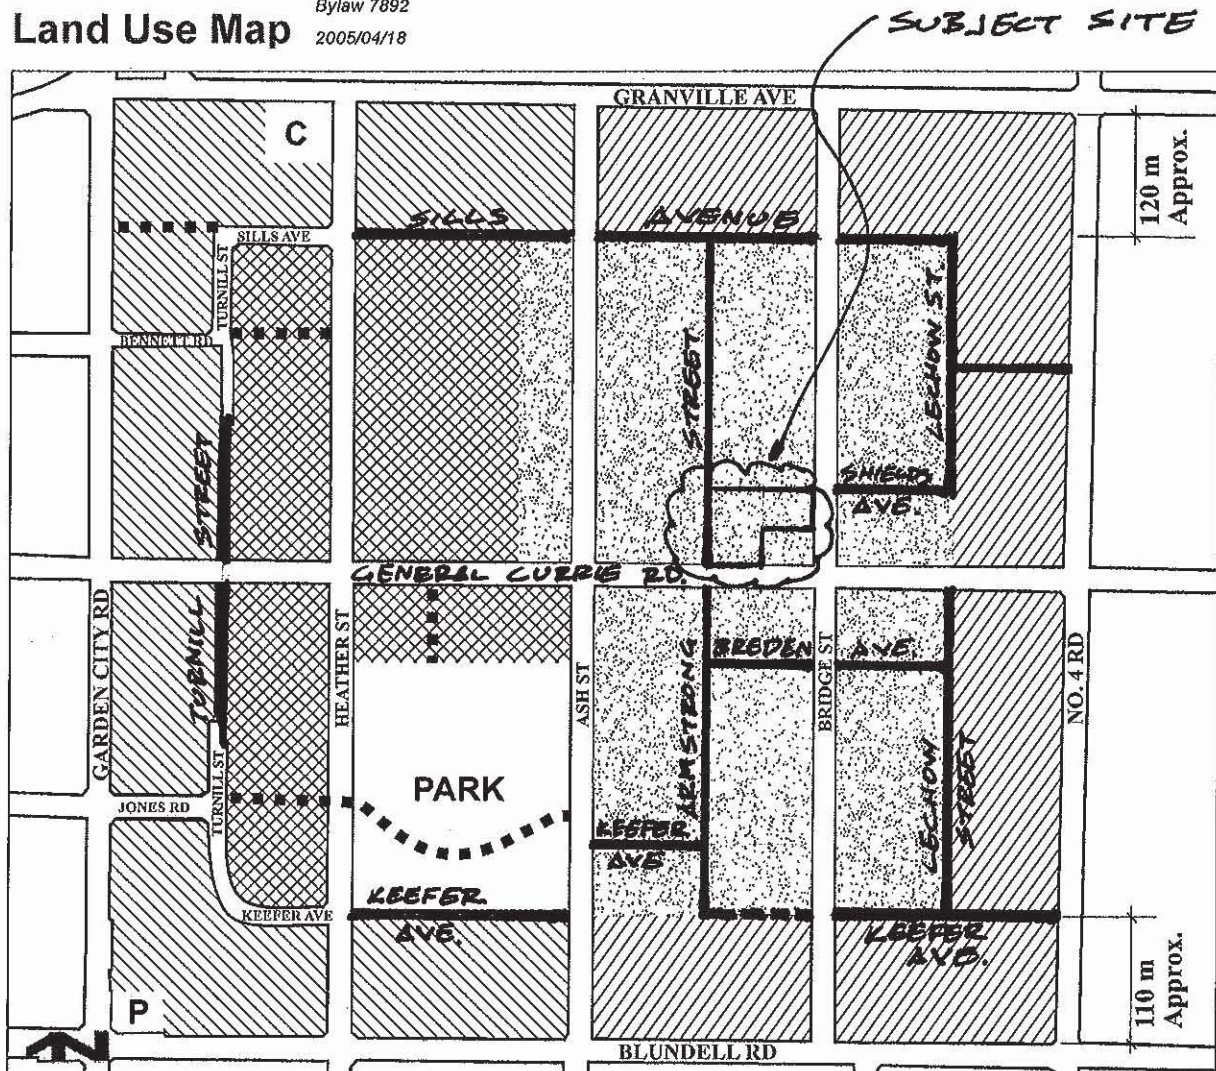 Bylaw 7892
Land Use Map
2005/04/18
SUBJECT SITE
GRANVILLE AVE
C
120 m
Approx.
SILLS
AVENUE
SILLS AVE
TURNILL ST
BENNETT RD
STREET
STREET
LECHOW ST.
SHIELDS
AVE.
GENERAL CURRIE RD.
GARDEN CITY RD
TURNILL
HEATHER ST
ASH ST
ARMSTRONG
BREDEN
AVE.
BRIDGE ST
NO. 4 RD
PARK
LECHOW
STREET
JONES RD
TURNILL ST
KEEFER
AVE
KEEFER AVE
KEEFER
AVE.
KEEFER
AVE.
P
110 m
Approx.
BLUNDELL RD